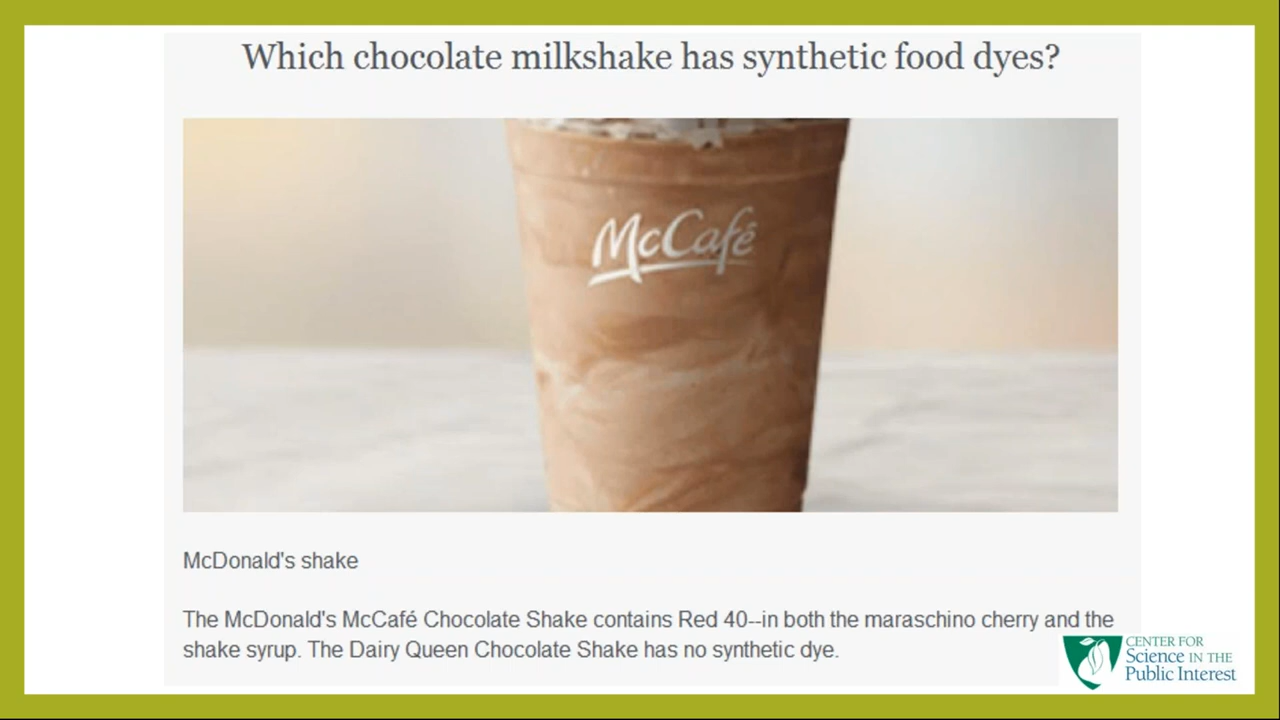 Which chocolate milkshake has synthetic food dyes?
McCafé
McDonald's shake
The McDonald's McCafé Chocolate Shake contains Red 40--in both the maraschino cherry and the
shake syrup. The Dairy Queen Chocolate Shake has no synthetic dye.
CENTER FOR
Science IN THE
Public Interest